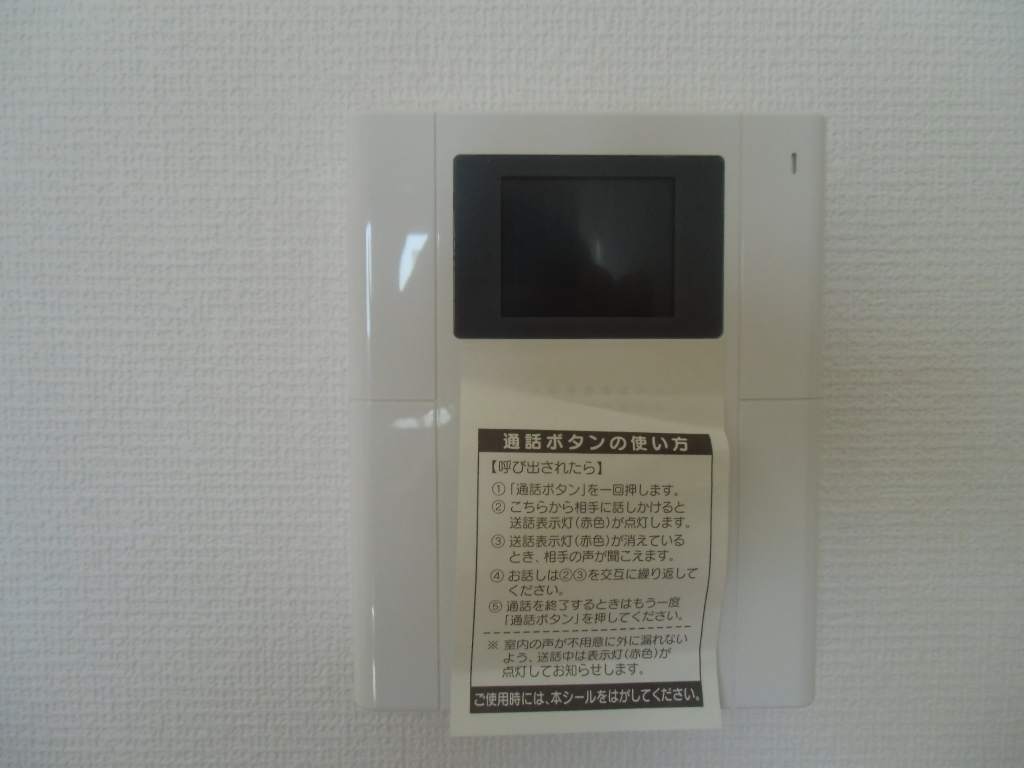 通話ボタンの使い方
【呼び出されたら】
①「通話ボタン」を一回押します。
② こちらから相手に話しかけると
送話表示灯(赤色)が点灯します。
③ 送話表示灯(赤色)が消えている
とき、相手の声が聞こえます。
④ お話しは②③を交互に繰り返して
ください。
⑤ 通話を終了するときはもう一度
「通話ボタン」を押してください。
※ 室内の声が不用意に外に漏れない
よう、送話中は表示灯(赤色)が
点灯してお知らせします。
ご使用時には、本シールをはがしてください。